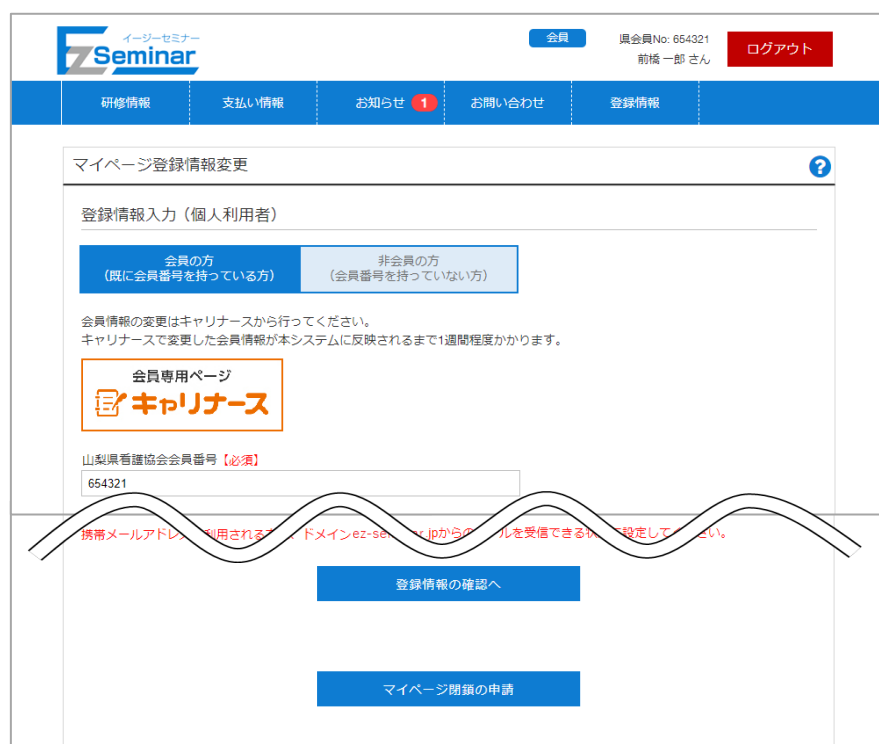 イージーセミナー
EzSeminar
会員
県会員No: 654321
前橋 一郎 さん
ログアウト
研修情報
支払い情報
お知らせ 1
お問い合わせ
登録情報
マイページ登録情報変更
?
登録情報入力（個人利用者）
会員の方
（既に会員番号を持っている方）
非会員の方
（会員番号を持っていない方）
会員情報の変更はキャリナースから行ってください。
キャリナースで変更した会員情報が本システムに反映されるまで1週間程度かかります。
会員専用ページ
キャリナース
山梨県看護協会会員番号【必須】
654321
携帯メールアドレ 利用される ドメインez-se .jpからの ルを受信できる 設定して さい。
登録情報の確認へ
マイページ閉鎖の申請